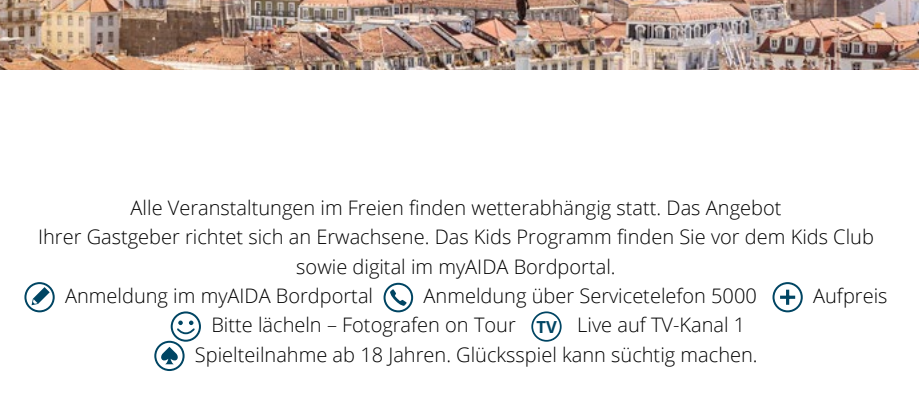 Alle Veranstaltungen im Freien finden wetterabhängig statt. Das Angebot
Ihrer Gastgeber richtet sich an Erwachsene. Das Kids Programm finden Sie vor dem Kids Club
sowie digital im myAIDA Bordportal.
Anmeldung im myAIDA Bordportal Anmeldung über Servicetelefon 5000 Aufpreis
Bitte lächeln – Fotografen on Tour TV Live auf TV-Kanal 1
Spielteilnahme ab 18 Jahren. Glücksspiel kann süchtig machen.